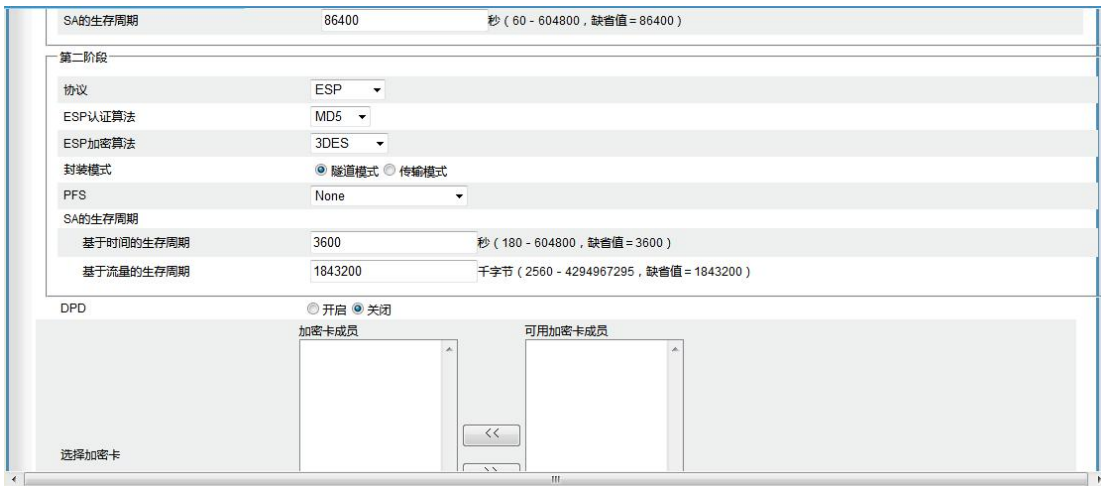 SA的生存周期 86400 秒 ( 60 - 604800 , 缺省值 = 86400 )
第二阶段
协议 ESP
ESP认证算法 MD5
ESP加密算法 3DES
封装模式 隧道模式 传输模式
PFS None
SA的生存周期
基于时间的生存周期 3600 秒 ( 180 - 604800 , 缺省值 = 3600 )
基于流量的生存周期 1843200 千字节 ( 2560 - 4294967295 , 缺省值 = 1843200 )
DPD 开启 关闭
加密卡成员 可用加密卡成员
<<
选择加密卡
>>